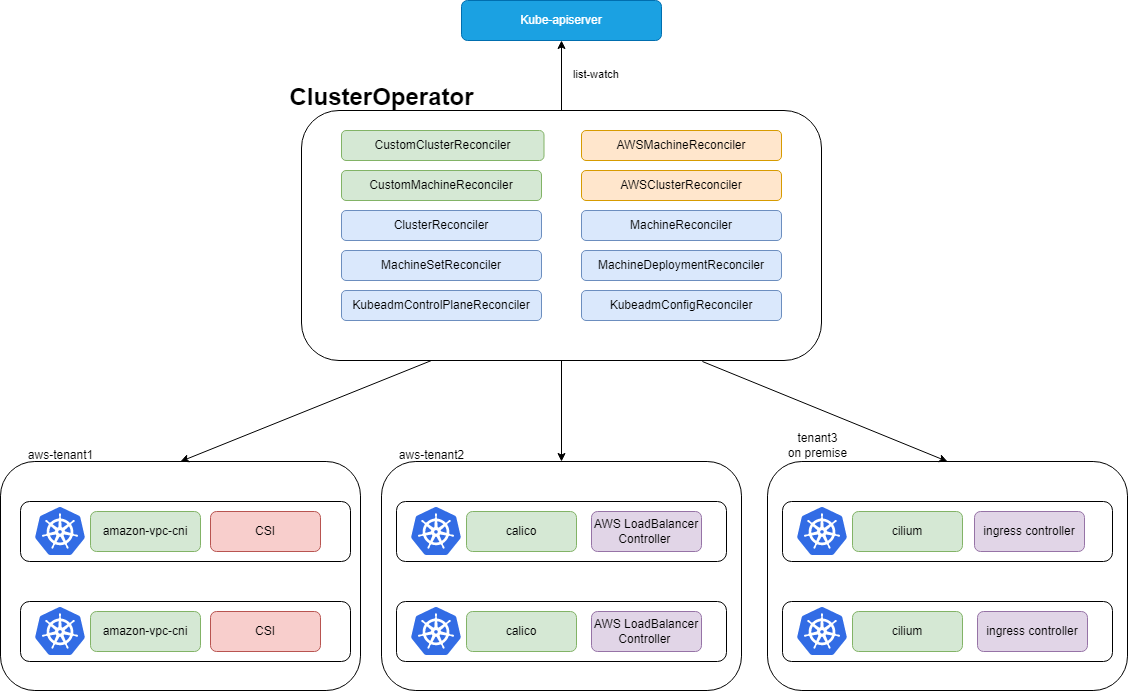 Kube-apiserver
list-watch
ClusterOperator
CustomClusterReconciler
AWSMachineReconciler
CustomMachineReconciler
AWSClusterReconciler
ClusterReconciler
MachineReconciler
MachineSetReconciler
MachineDeploymentReconciler
KubeadmControlPlaneReconciler
KubeadmConfigReconciler
aws-tenant1
aws-tenant2
tenant3
on premise
amazon-vpc-cni
CSI
calico
AWS LoadBalancer
Controller
cilium
ingress controller
amazon-vpc-cni
CSI
calico
AWS LoadBalancer
Controller
cilium
ingress controller